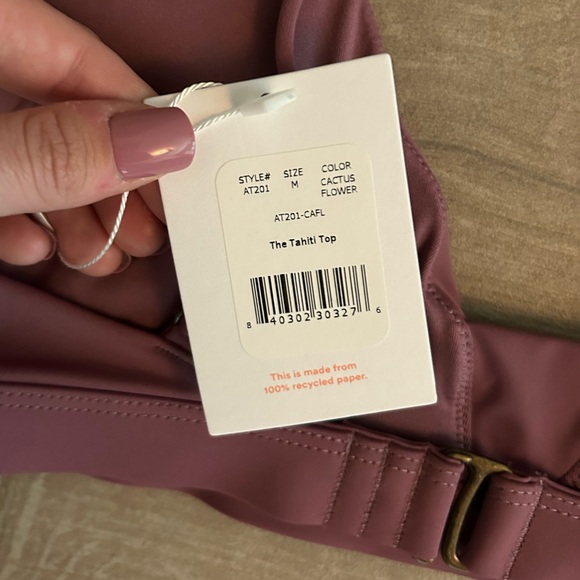 STYLE# SIZE COLOR
AT201 M CACTUS
FLOWER
AT201-CAFL
The Tahiti Top
8 40302 30327 6
This is made from
100% recycled paper.